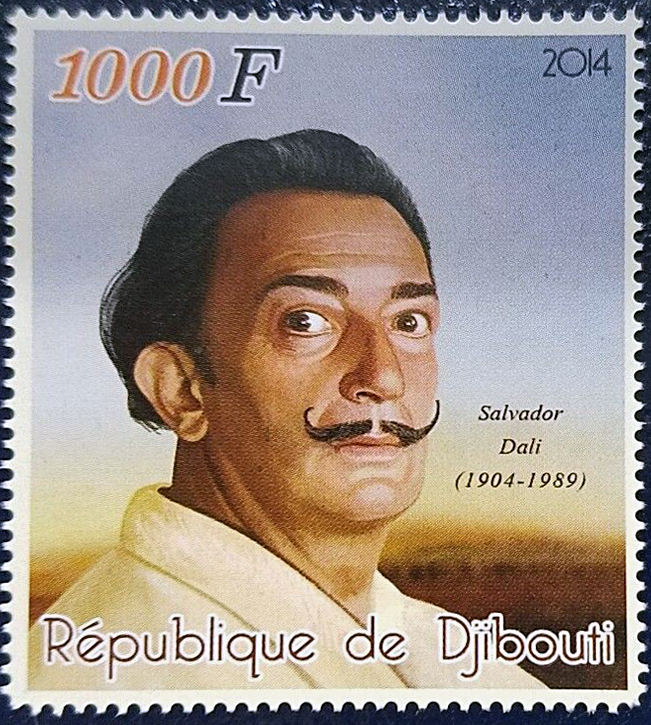 1000 F
2014
Salvador
Dali
(1904-1989)
République de Djibouti